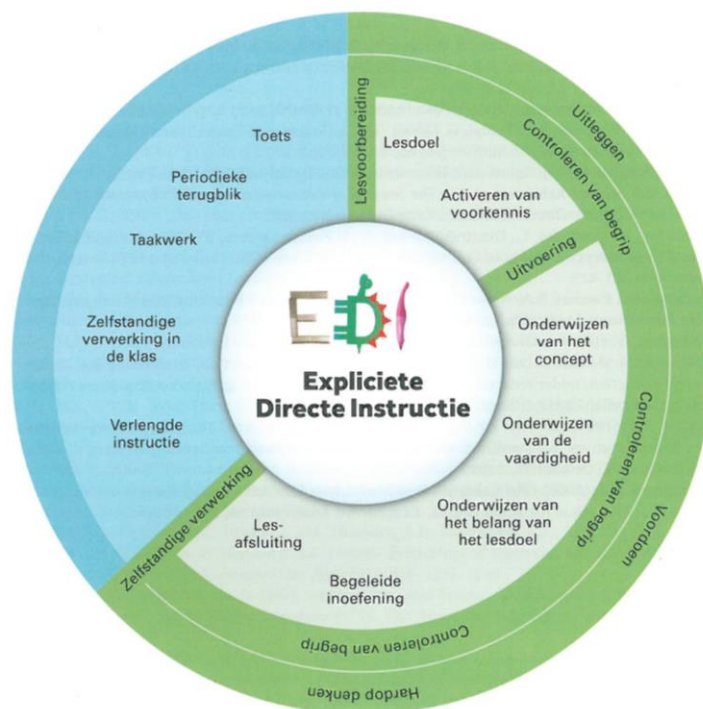 EDI
Expliciete
Directe Instructie
Lesvoorbereiding
Lesdoel
Activeren van
voorkennis
Uitvoering
Onderwijzen
van het
concept
Onderwijzen
van de
vaardigheid
Onderwijzen van
het belang van
het lesdoel
Begeleide
inoefening
Les-
afsluiting
Zelfstandige verwerking
Verlengde
instructie
Zelfstandige
verwerking in
de klas
Taakwerk
Periodieke
terugblik
Toets
Controleren van begrip
Controleren van begrip
Controleren van begrip
Uitleggen
Voordoen
Hardop denken